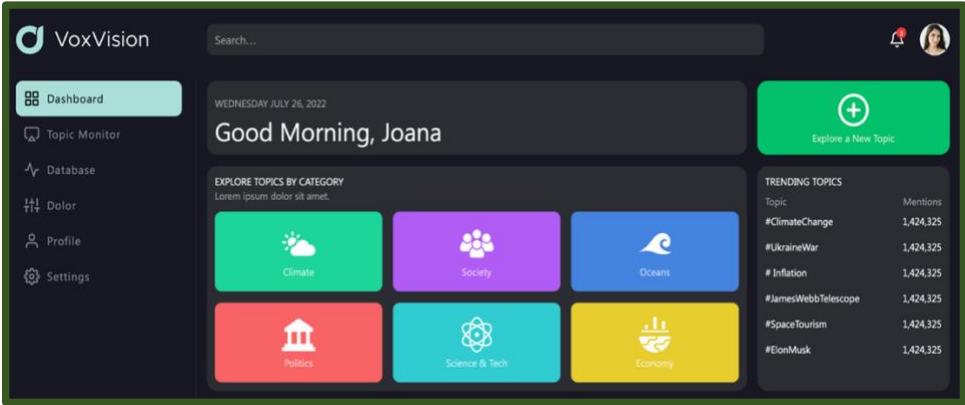 VoxVision
Search...
3
Dashboard
Topic Monitor
Database
Dolor
Profile
Settings
WEDNESDAY JULY 26, 2022
Good Morning, Joana
Explore a New Topic
EXPLORE TOPICS BY CATEGORY
Lorem ipsum dolor sit amet.
Climate
Society
Oceans
Politics
Science & Tech
Economy
TRENDING TOPICS
Topic Mentions
#ClimateChange 1,424,325
#UkraineWar 1,424,325
# Inflation 1,424,325
#JamesWebbTelescope 1,424,325
#SpaceTourism 1,424,325
#ElonMusk 1,424,325